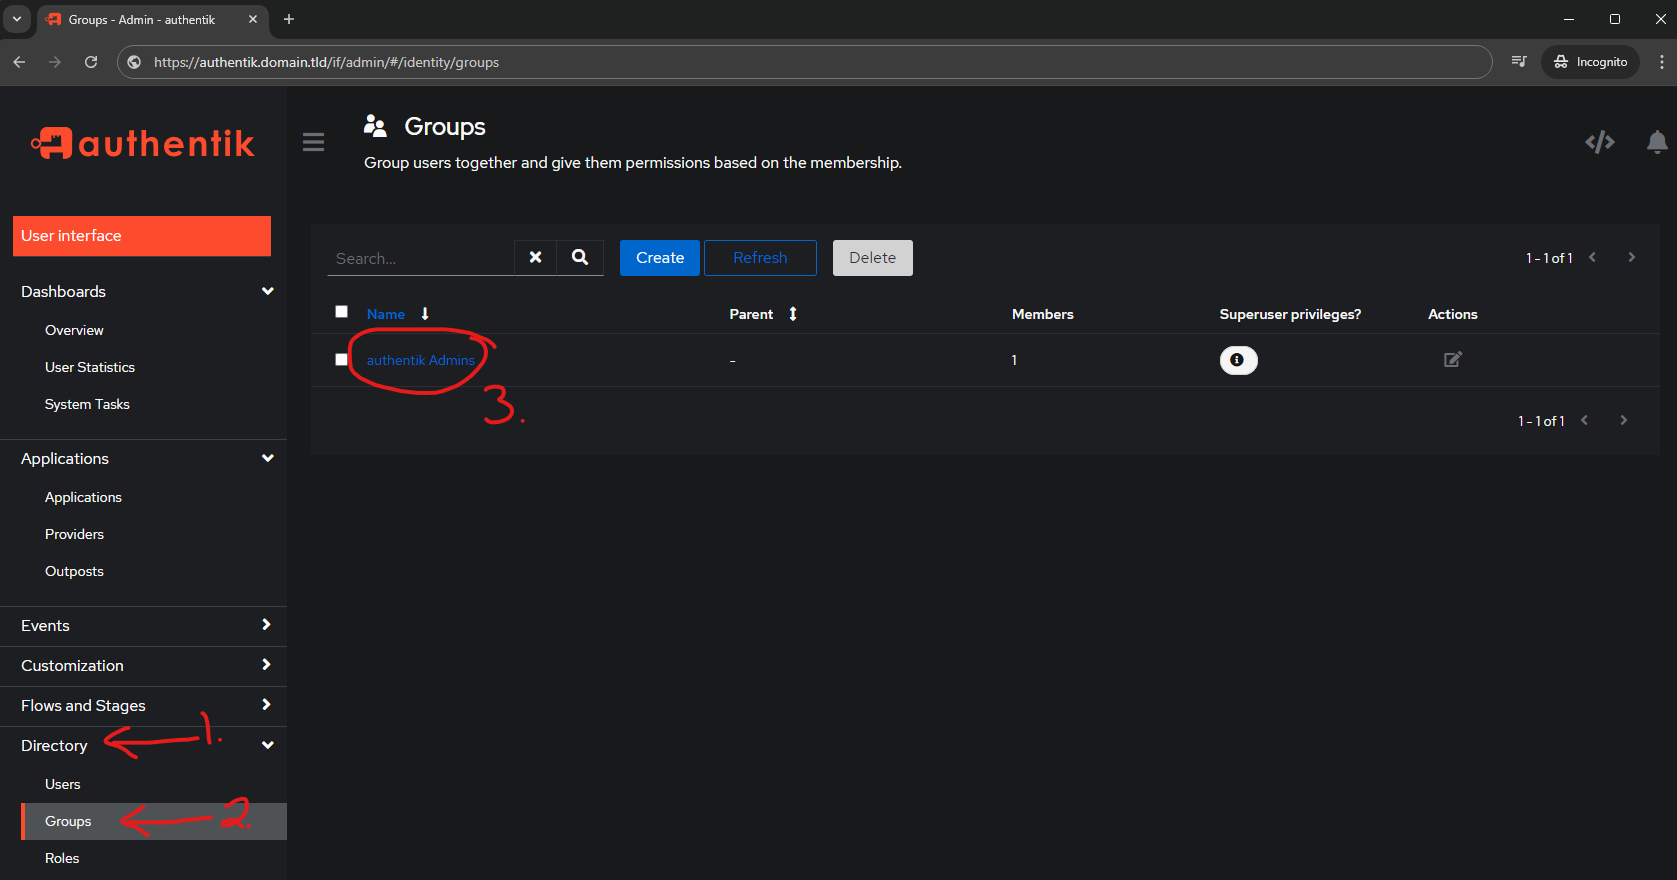 Groups - Admin - authentik
https://authentik.domain.tld/if/admin/#/identity/groups
Incognito
authentik
Groups
Group users together and give them permissions based on the membership.
User interface
Search...
Create
Refresh
Delete
1 - 1 of 1
Dashboards
Overview
User Statistics
System Tasks
Name
Parent
Members
Superuser privileges?
Actions
authentik Admins
-
1
3.
1 - 1 of 1
Applications
Applications
Providers
Outposts
Events
Customization
Flows and Stages
Directory
1.
Users
Groups
2.
Roles